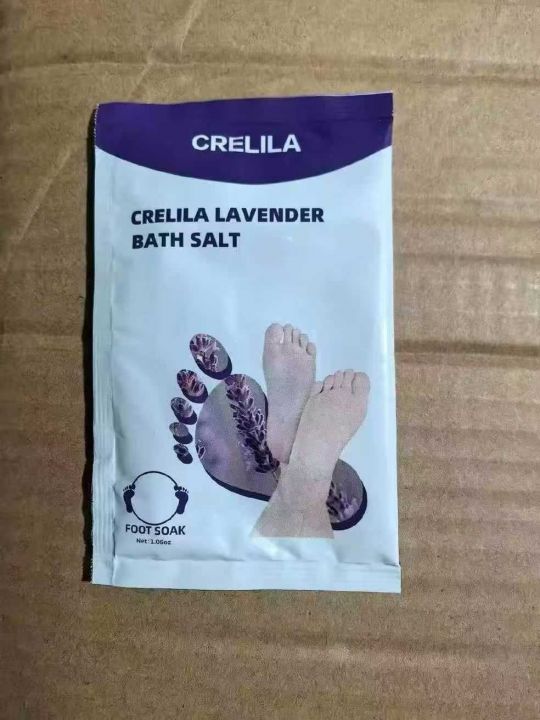 CRELILA
CRELILA LAVENDER
BATH SALT
FOOT SOAK
Net: 1.06oz